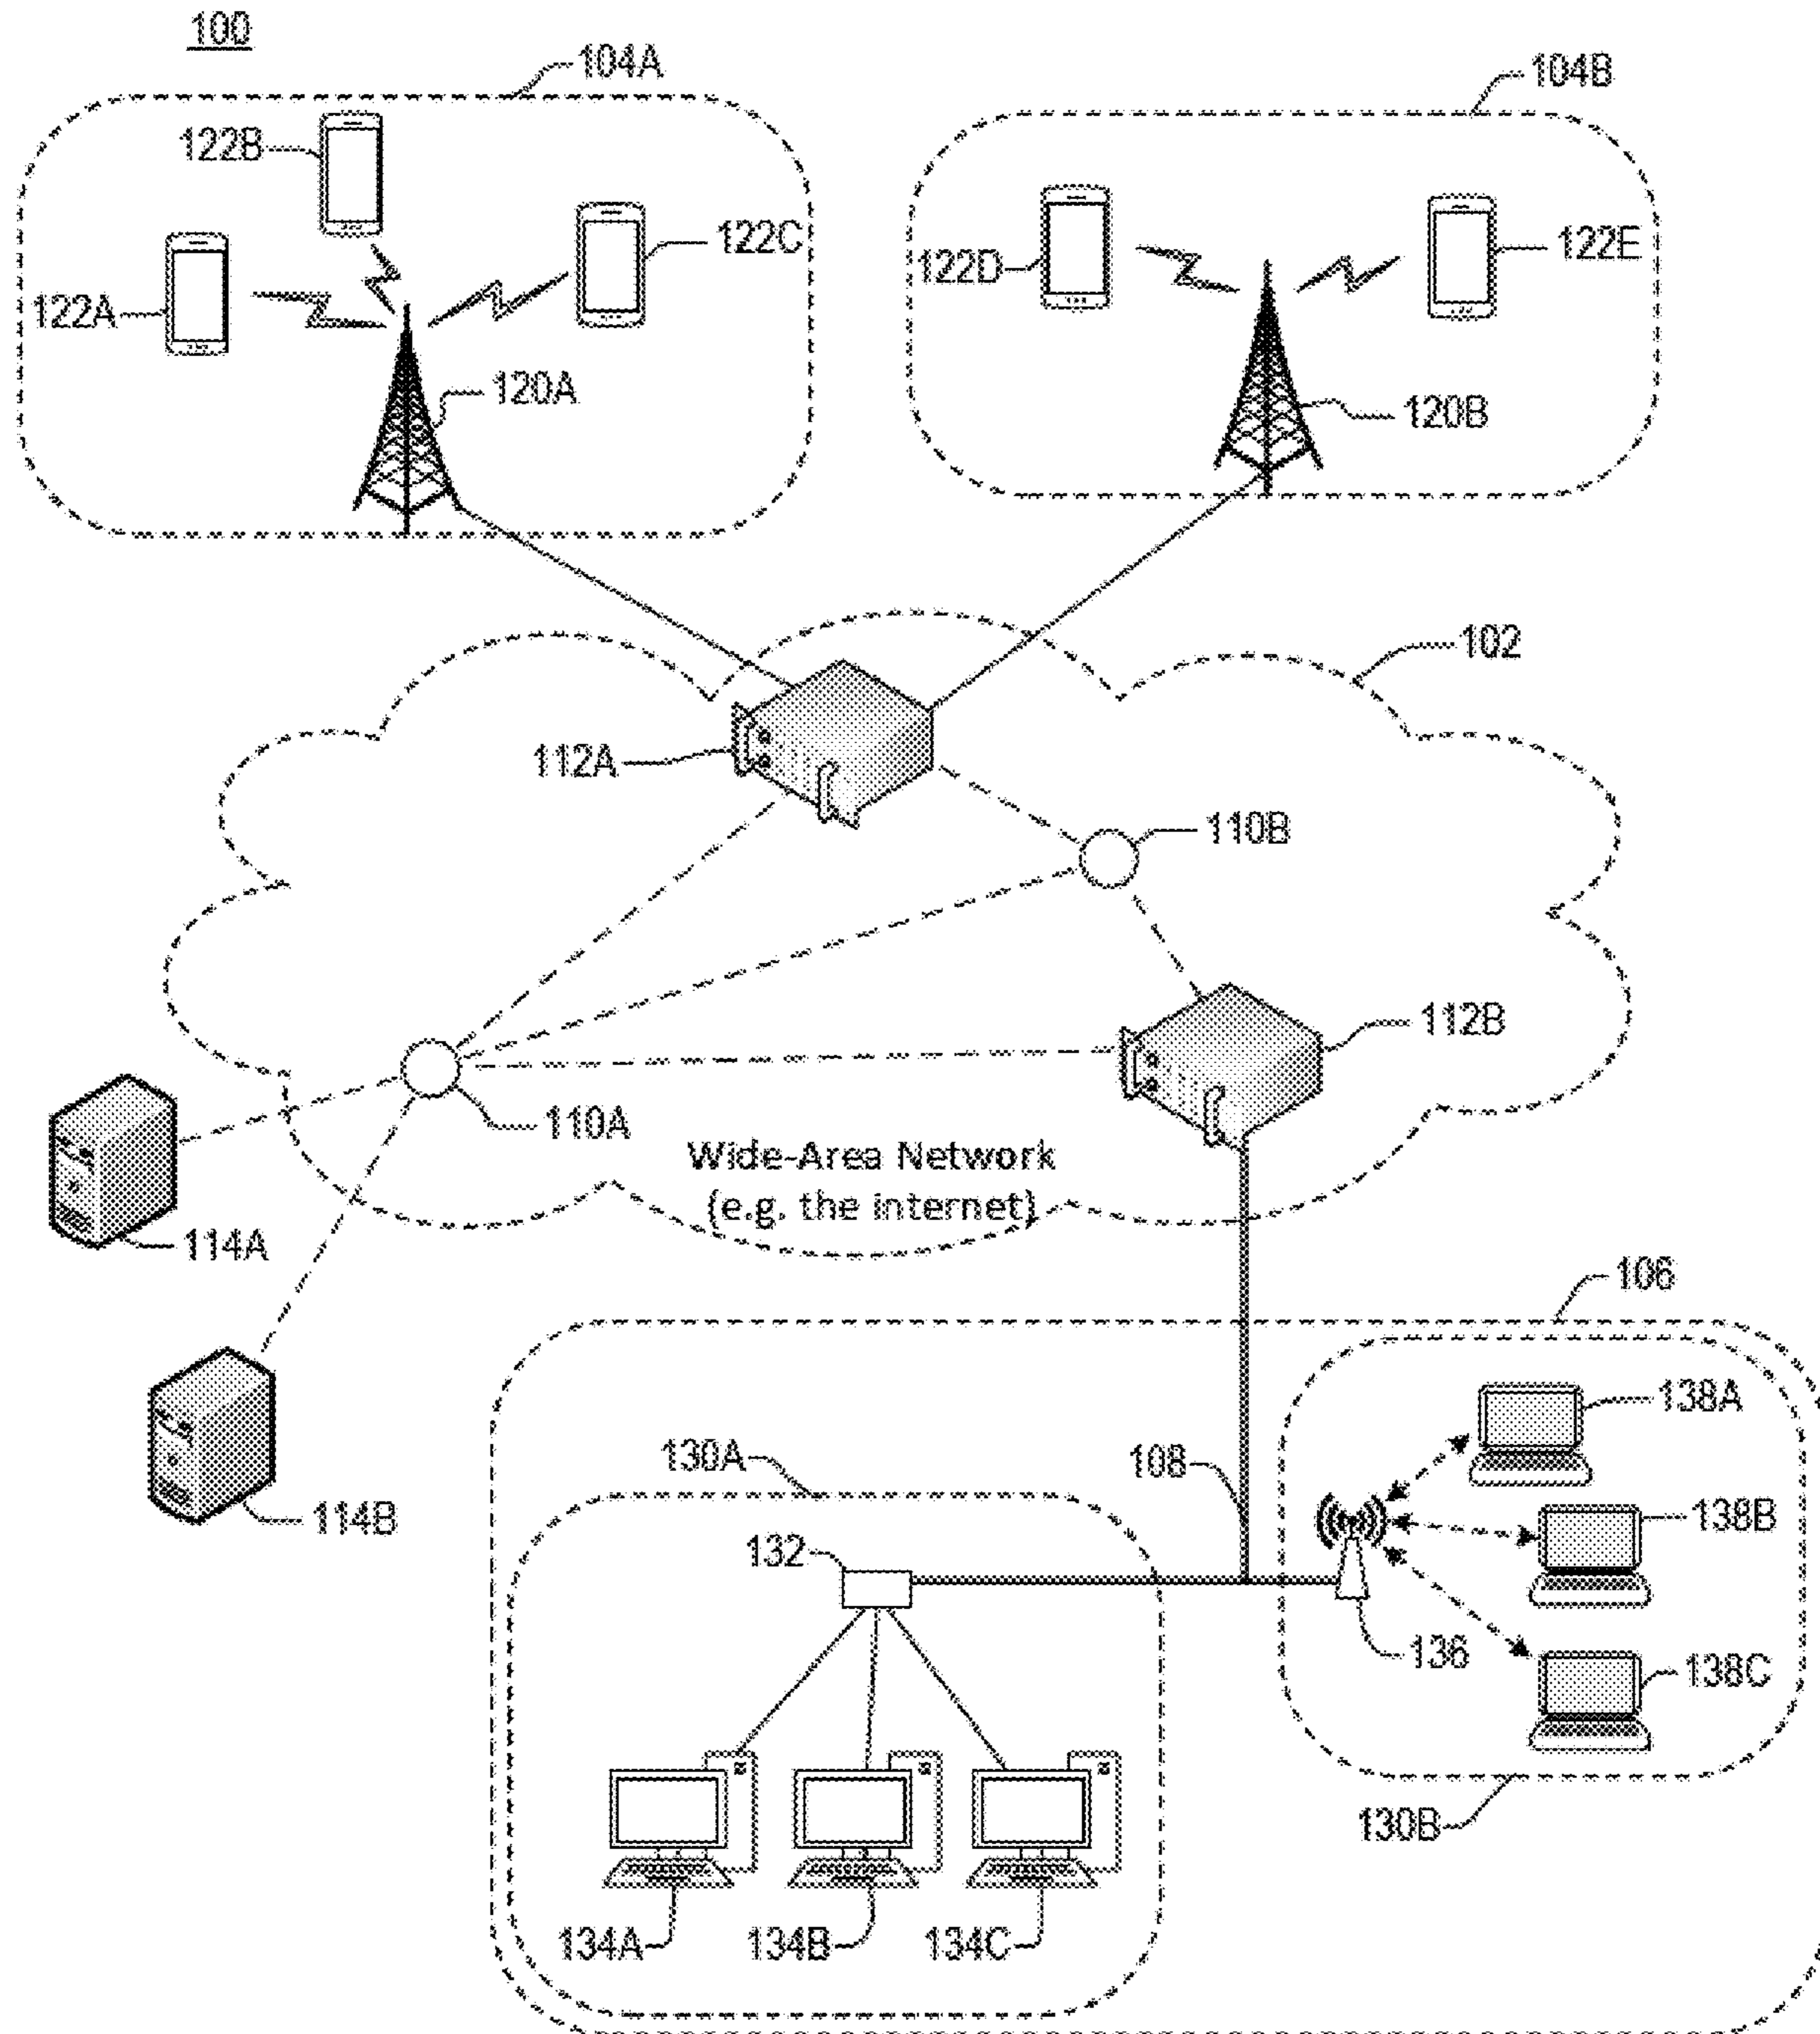 100
104A
104B
122B
122C
122D
122E
122A
120A
120B
102
112A
110B
112B
110A
Wide-Area Network
(e.g. the internet)
114A
106
138A
130A
108
114B
138B
132
136
138C
130B
134A
134B
134C